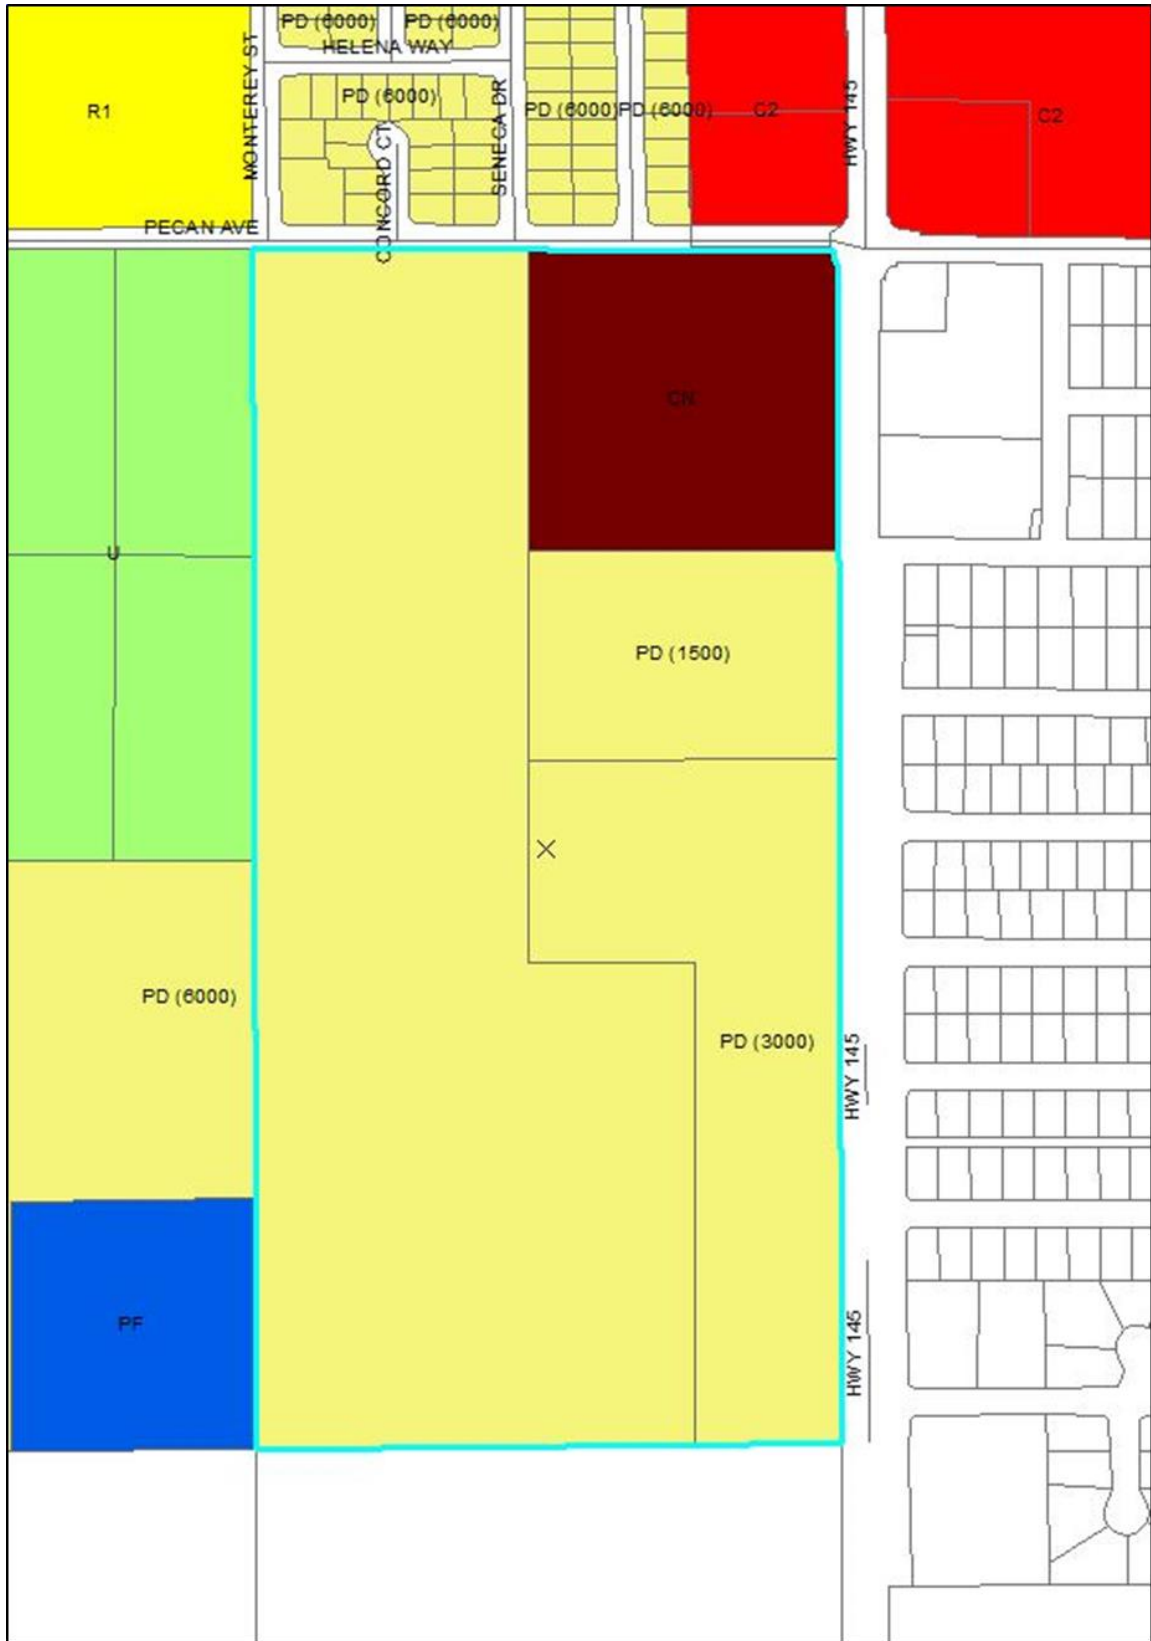 PD (6000)
PD (6000)
HELENA WAY
MONTEREY ST
R1
PD (6000)
CONCORD CT
SENECA DR
PD (6000)
PD (6000)
C2
HWY 145
C2
PECAN AVE
CN
U
PD (1500)
PD (6000)
PD (3000)
HWY 145
PF
HWY 145